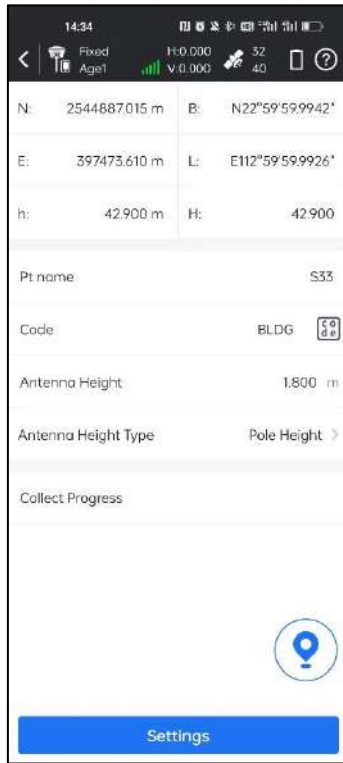 14:34
Fixed H:0.000 32
Age1 V:0.000 40
N: 2544887.015 m B: N22°59'59.9942"
E: 397473.610 m L: E112°59'59.9926"
h: 42.900 m H: 42.900
Pt name S33
Code BLDG code
Antenna Height 1.800 m
Antenna Height Type Pole Height
Collect Progress
Settings